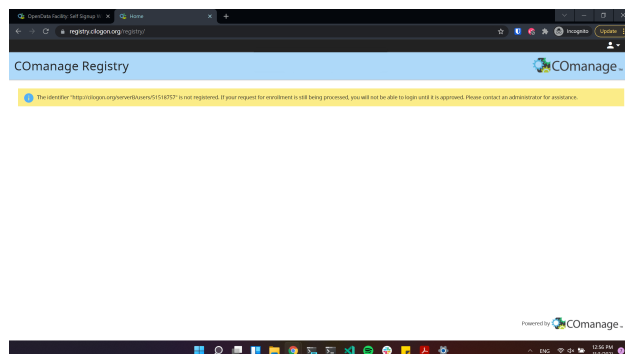 OpenData Facility: Self Signup In
Home
registry.cilogon.org/registry/
Incognito
Update
COmanage Registry
COmanage
The identifier "http://cilogon.org/serverB/users/51518757" is not registered. If your request for enrollment is still being processed, you will not be able to login until it is approved. Please contact an administrator for assistance.
Powered by COmanage
ENG
12:56 PM